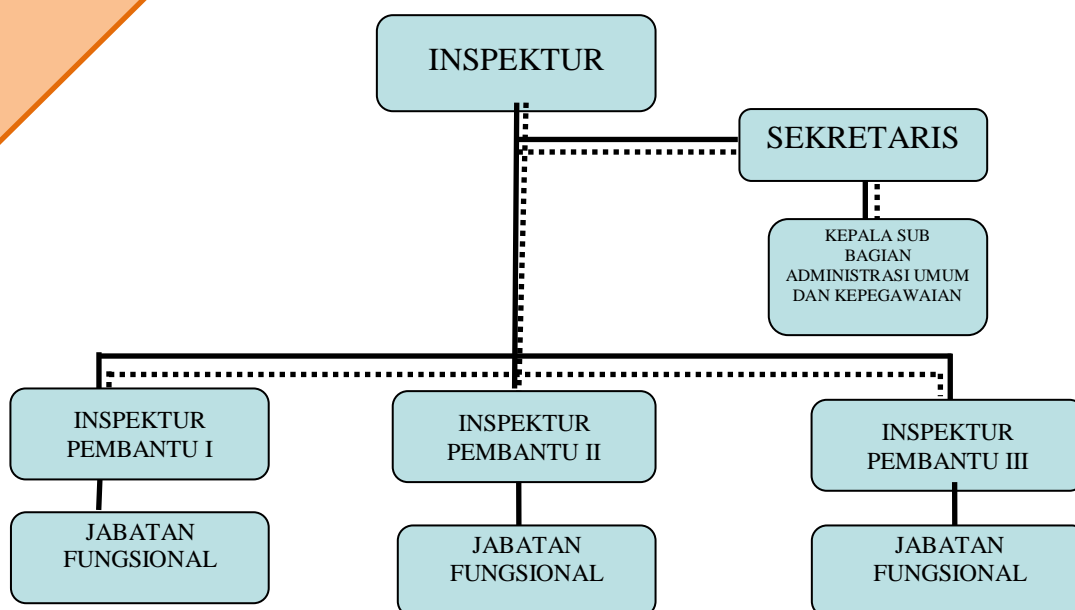 INSPEKTUR
SEKRETARIS
KEPALA SUB
BAGIAN
ADMINISTRASI UMUM
DAN KEPEGAWAIAN
INSPEKTUR
PEMBANTU I
INSPEKTUR
PEMBANTU II
INSPEKTUR
PEMBANTU III
JABATAN
FUNGSIONAL
JABATAN
FUNGSIONAL
JABATAN
FUNGSIONAL